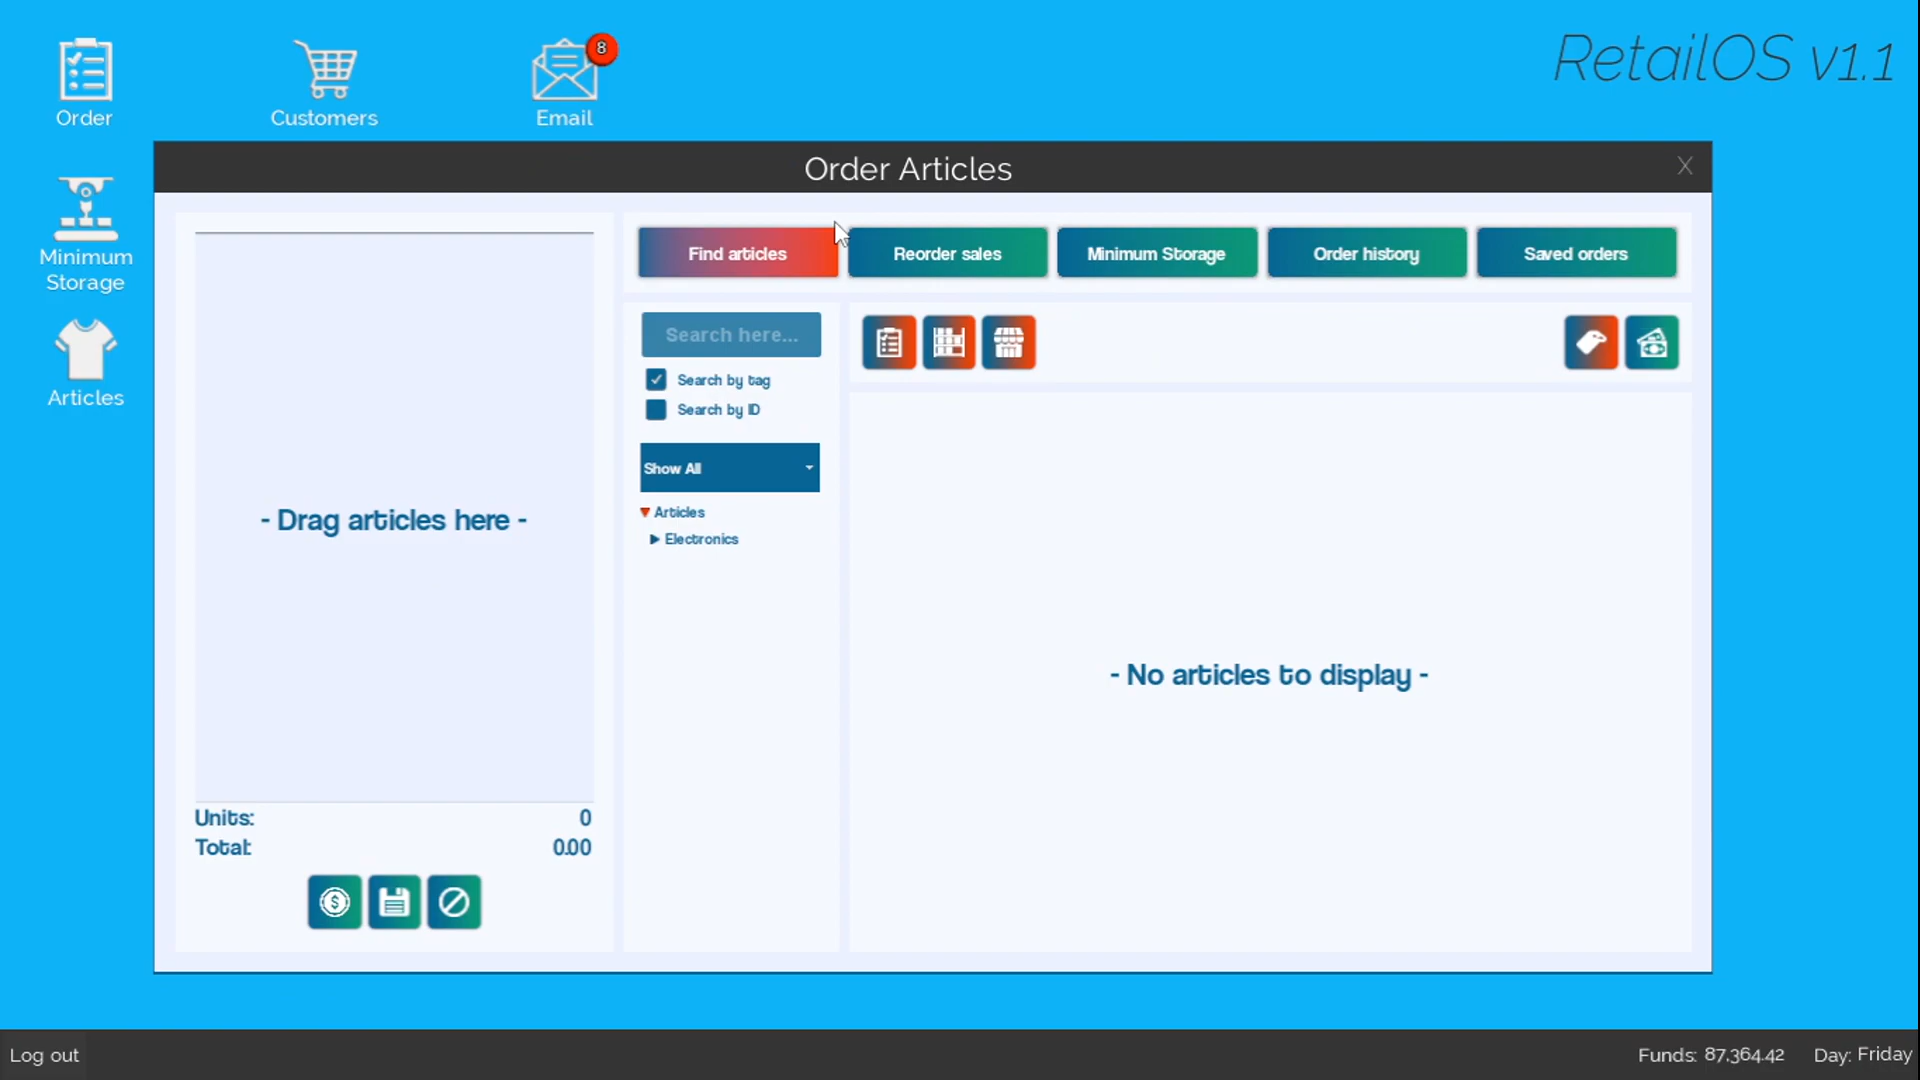 RetailOS v1.1
Order
Customers
8
Email
Minimum
Storage
Articles
Order Articles
X
Find articles
Reorder sales
Minimum Storage
Order history
Saved orders
Search here...
Search by tag
Search by ID
Show All
Articles
Electronics
- Drag articles here -
- No articles to display -
Units: 0
Total: 0.00
Log out
Funds: 87,364.42
Day: Friday